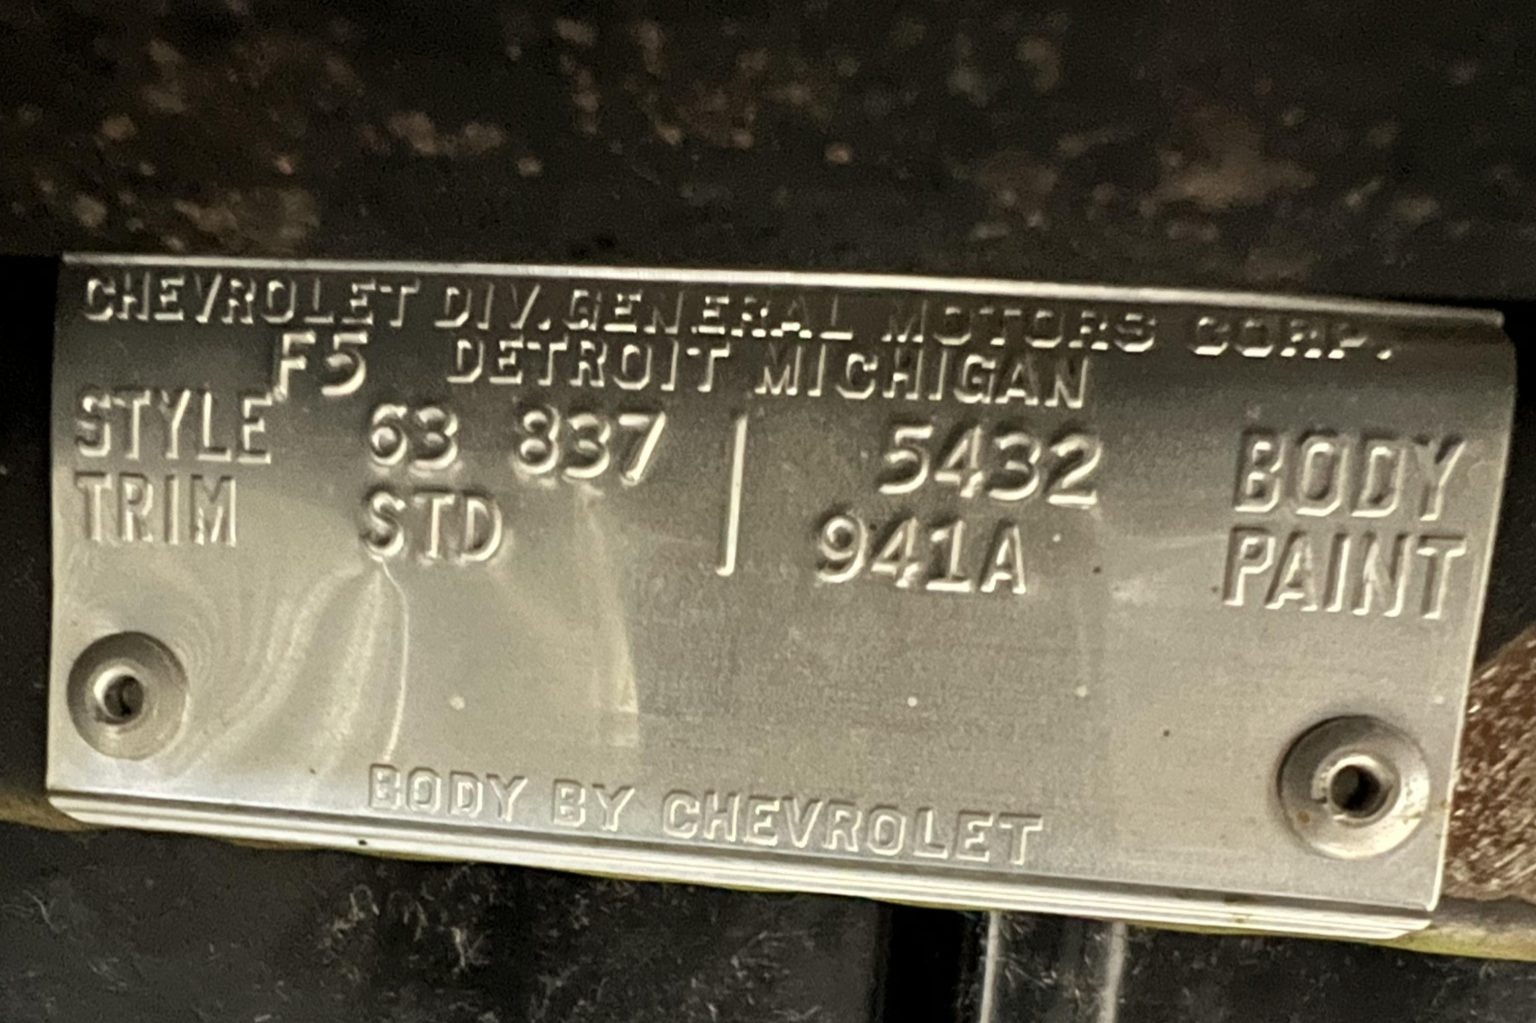 CHEVROLET DIV. GENERAL MOTORS CORP.
F5 DETROIT MICHIGAN
STYLE 63 837 | 5432 BODY
TRIM STD 941A PAINT
BODY BY CHEVROLET